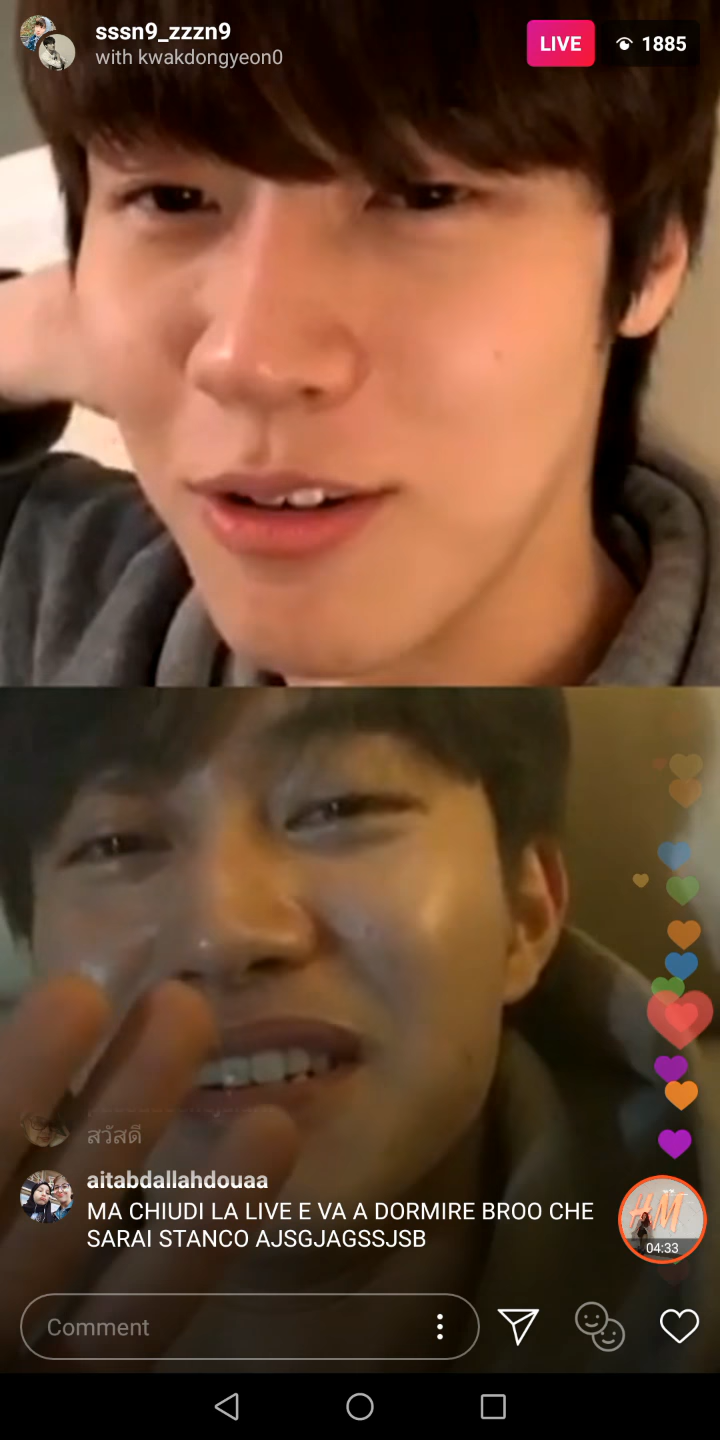 sssn9_zzzn9
with kwakdongyeon0
LIVE
1885
สวัสดี
aitabdallahdouaa
MA CHIUDI LA LIVE E VA A DORMIRE BROO CHE
SARAI STANCO AJSGJAGSSJSB
HM
04:33
Comment